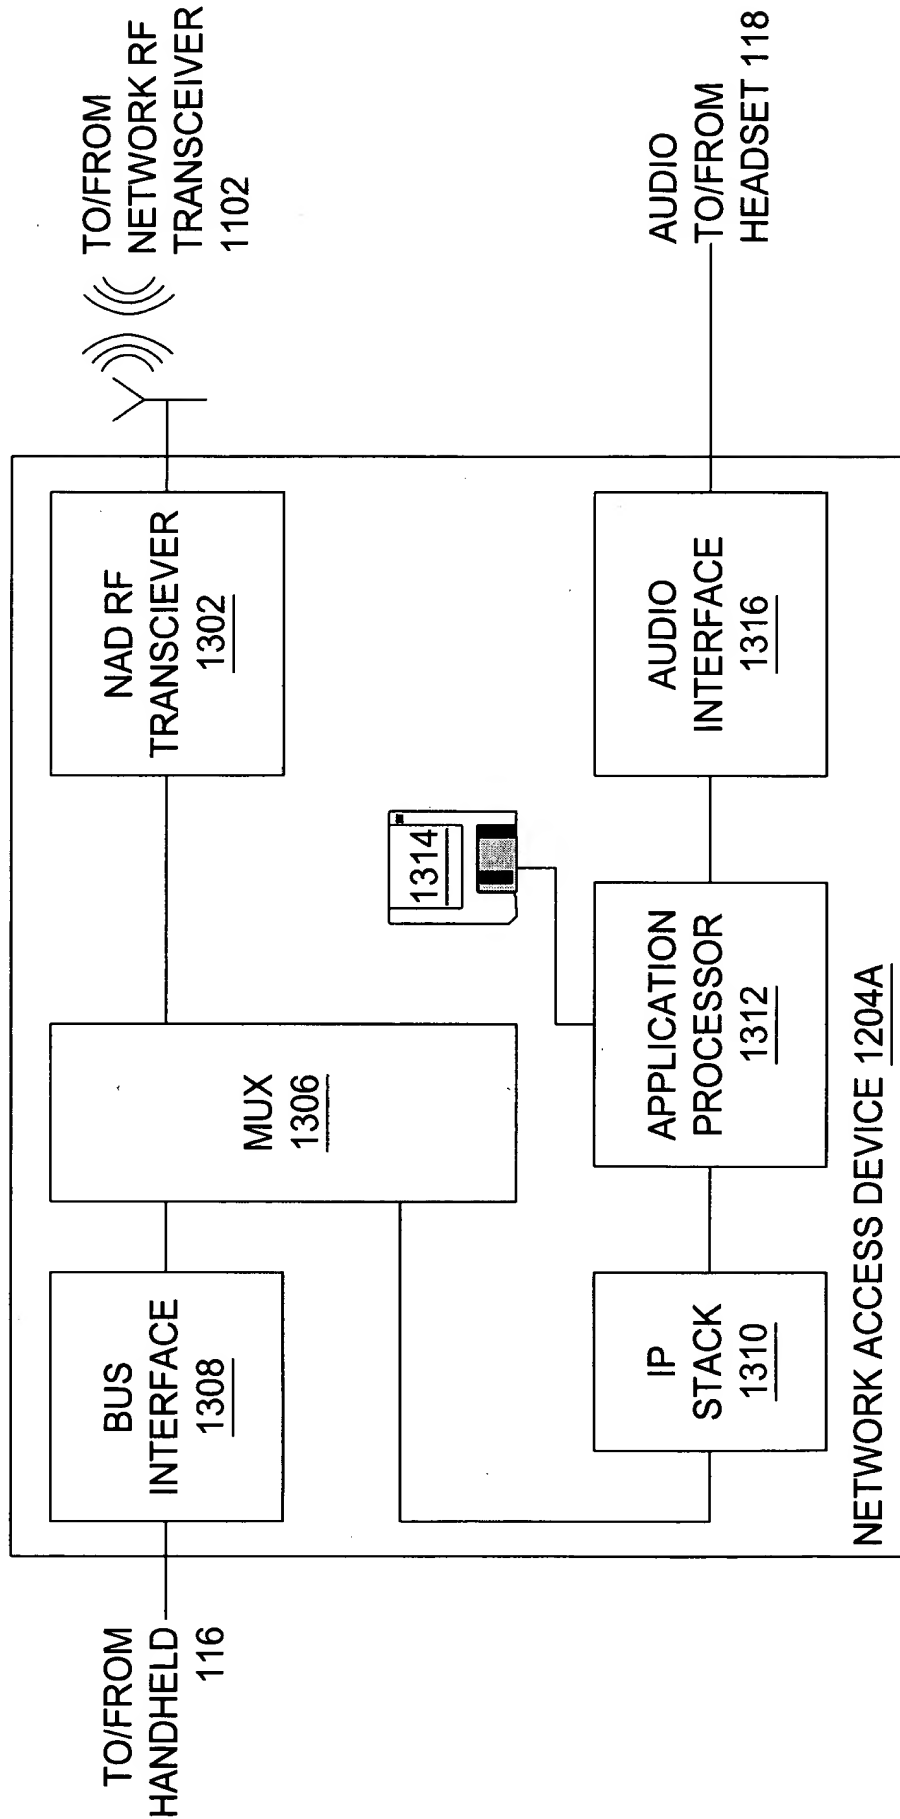 TO/FROM
HANDHELD
116
BUS
INTERFACE
1308
MUX
1306
NAD RF
TRANSCIEVER
1302
TO/FROM
NETWORK RF
TRANSCEIVER
1102
1314
IP
STACK
1310
APPLICATION
PROCESSOR
1312
AUDIO
INTERFACE
1316
AUDIO
TO/FROM
HEADSET 118
NETWORK ACCESS DEVICE 1204A